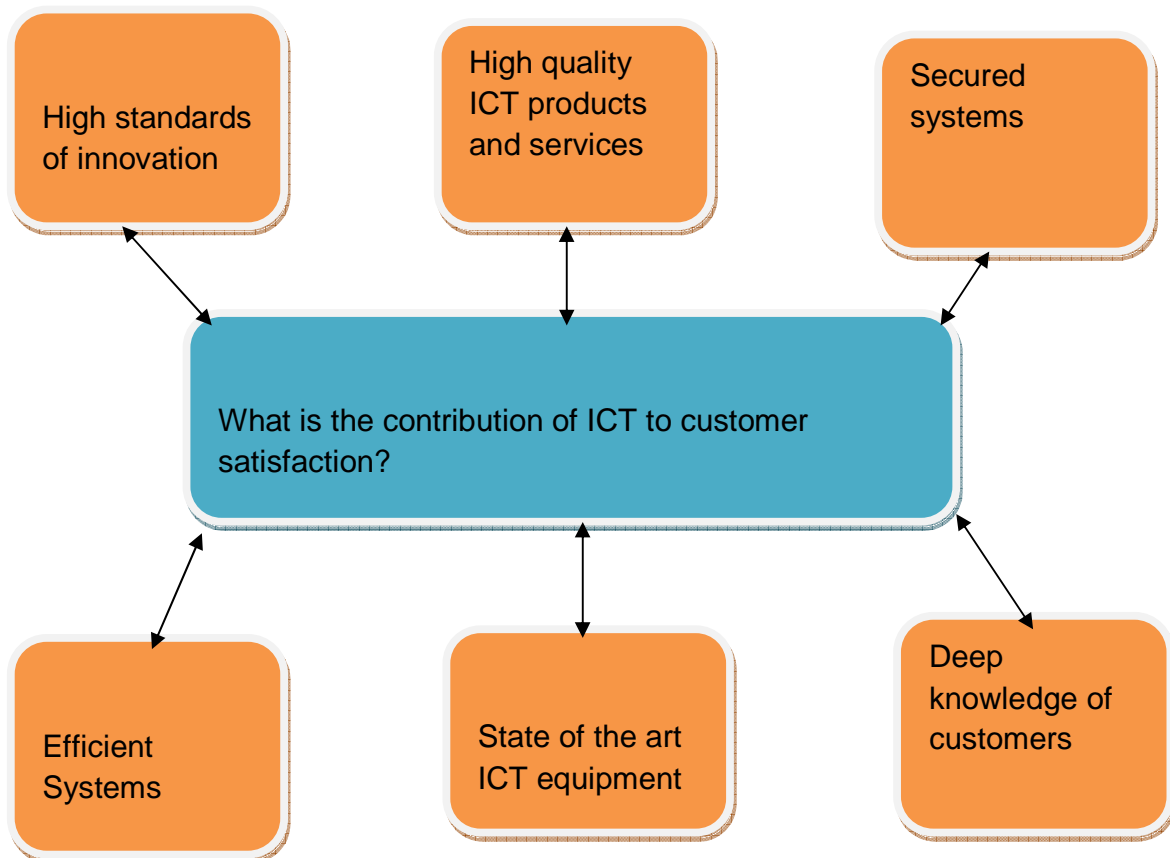 High standards
of innovation
High quality
ICT products
and services
Secured
systems
What is the contribution of ICT to customer
satisfaction?
Efficient
Systems
State of the art
ICT equipment
Deep
knowledge of
customers